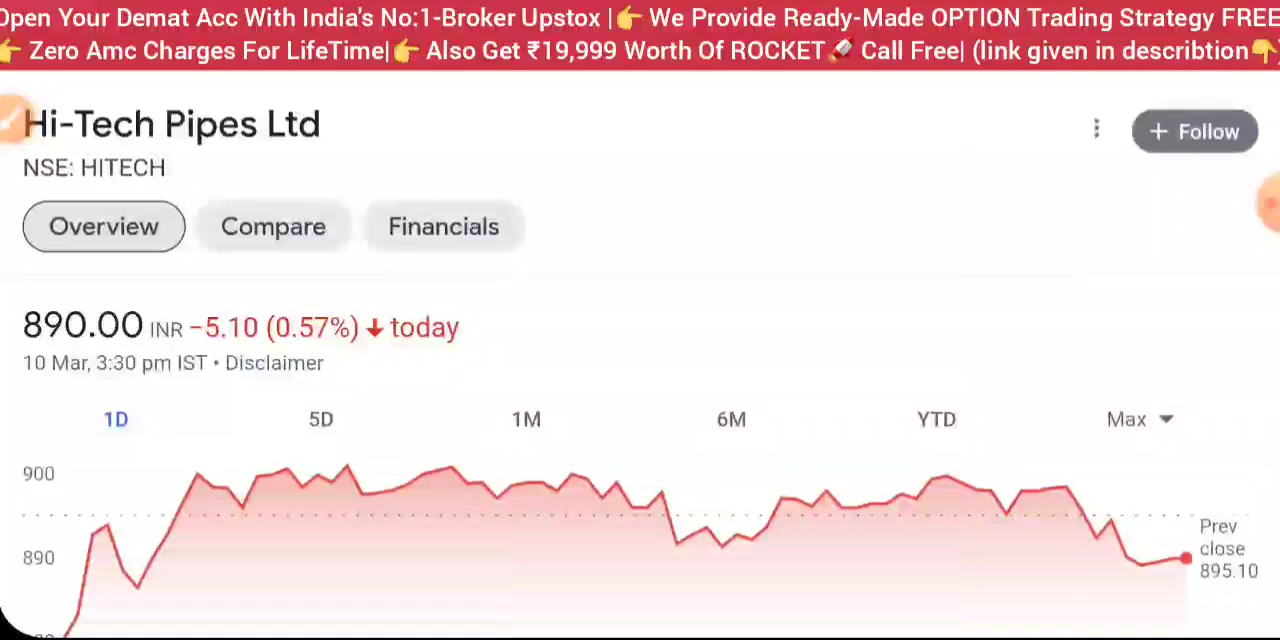 Open Your Demat Acc With India's No:1-Broker Upstox |👉 We Provide Ready-Made OPTION Trading Strategy FREE
👉 Zero Amc Charges For LifeTime|👉 Also Get ₹19,999 Worth Of ROCKET🚀 Call Free| (link given in describtion👇)
Hi-Tech Pipes Ltd
+ Follow
NSE: HITECH
Overview
Compare
Financials
890.00 INR −5.10 (0.57%) ↓ today
10 Mar, 3:30 pm IST • Disclaimer
1D
5D
1M
6M
YTD
Max
900
890
Prev
close
895.10